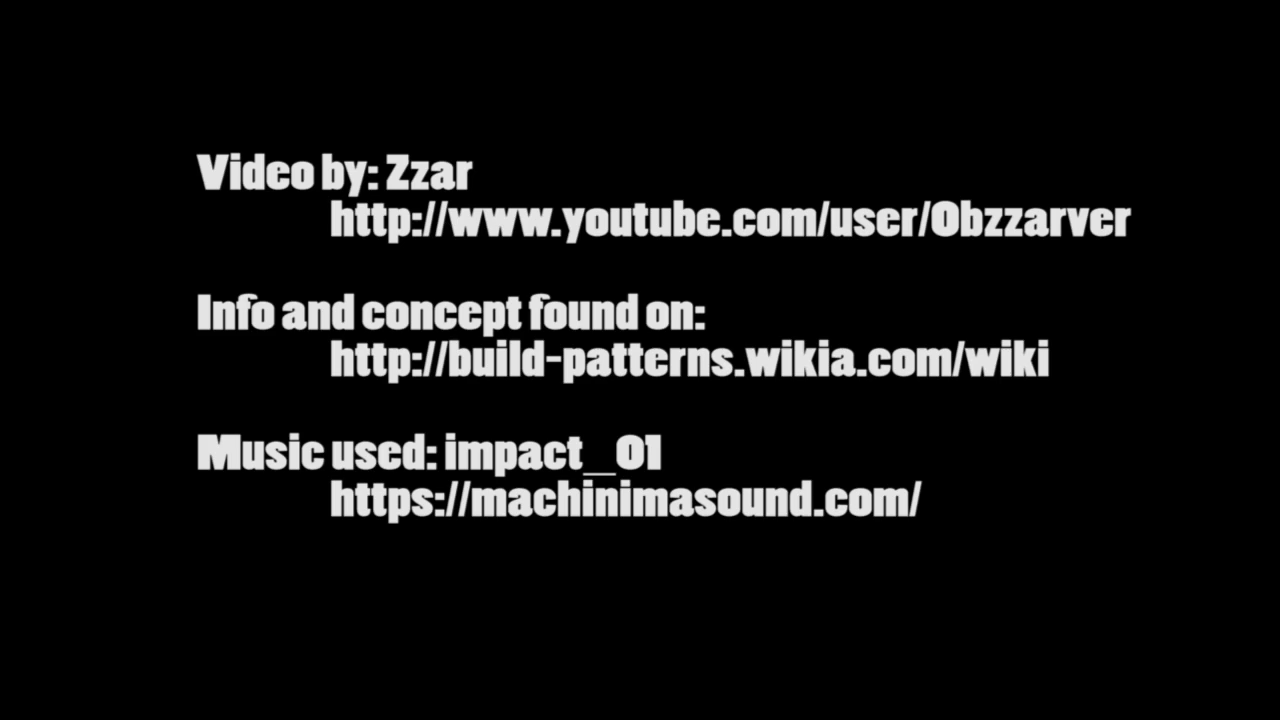 Video by: Zzar
http://www.youtube.com/user/Obzzarver
Info and concept found on:
http://build-patterns.wikia.com/wiki
Music used: impact_01
https://machinimasound.com/